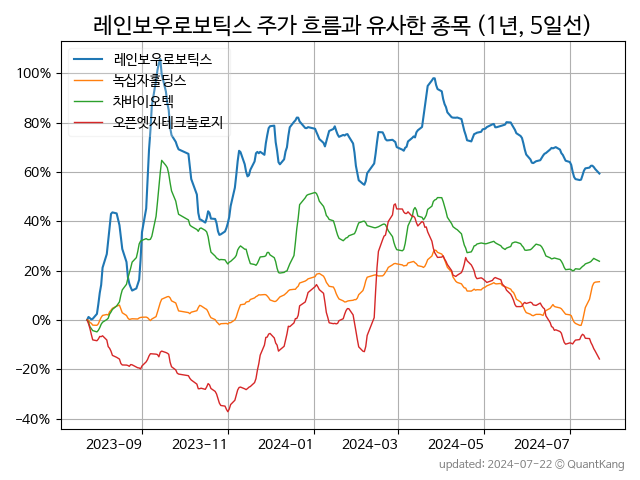 레인보우로보틱스 주가 흐름과 유사한 종목 (1년, 5일선)
레인보우로보틱스
녹십자홀딩스
차바이오텍
오픈엣지테크놀로지
100%
80%
60%
40%
20%
0%
−20%
−40%
2023-09
2023-11
2024-01
2024-03
2024-05
2024-07
updated: 2024-07-22 © QuantKang